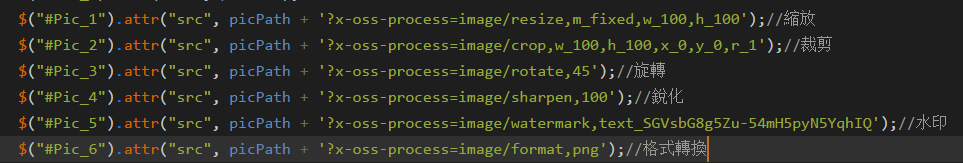 $("#Pic_1").attr("src", picPath + '?x-oss-process=image/resize,m_fixed,w_100,h_100');//縮放
$("#Pic_2").attr("src", picPath + '?x-oss-process=image/crop,w_100,h_100,x_0,y_0,r_1');//裁剪
$("#Pic_3").attr("src", picPath + '?x-oss-process=image/rotate,45');//旋轉
$("#Pic_4").attr("src", picPath + '?x-oss-process=image/sharpen,100');//銳化
$("#Pic_5").attr("src", picPath + '?x-oss-process=image/watermark,text_SGVsbG8g5Zu-54mH5pyN5YqhIQ');//水印
$("#Pic_6").attr("src", picPath + '?x-oss-process=image/format,png');//格式轉換